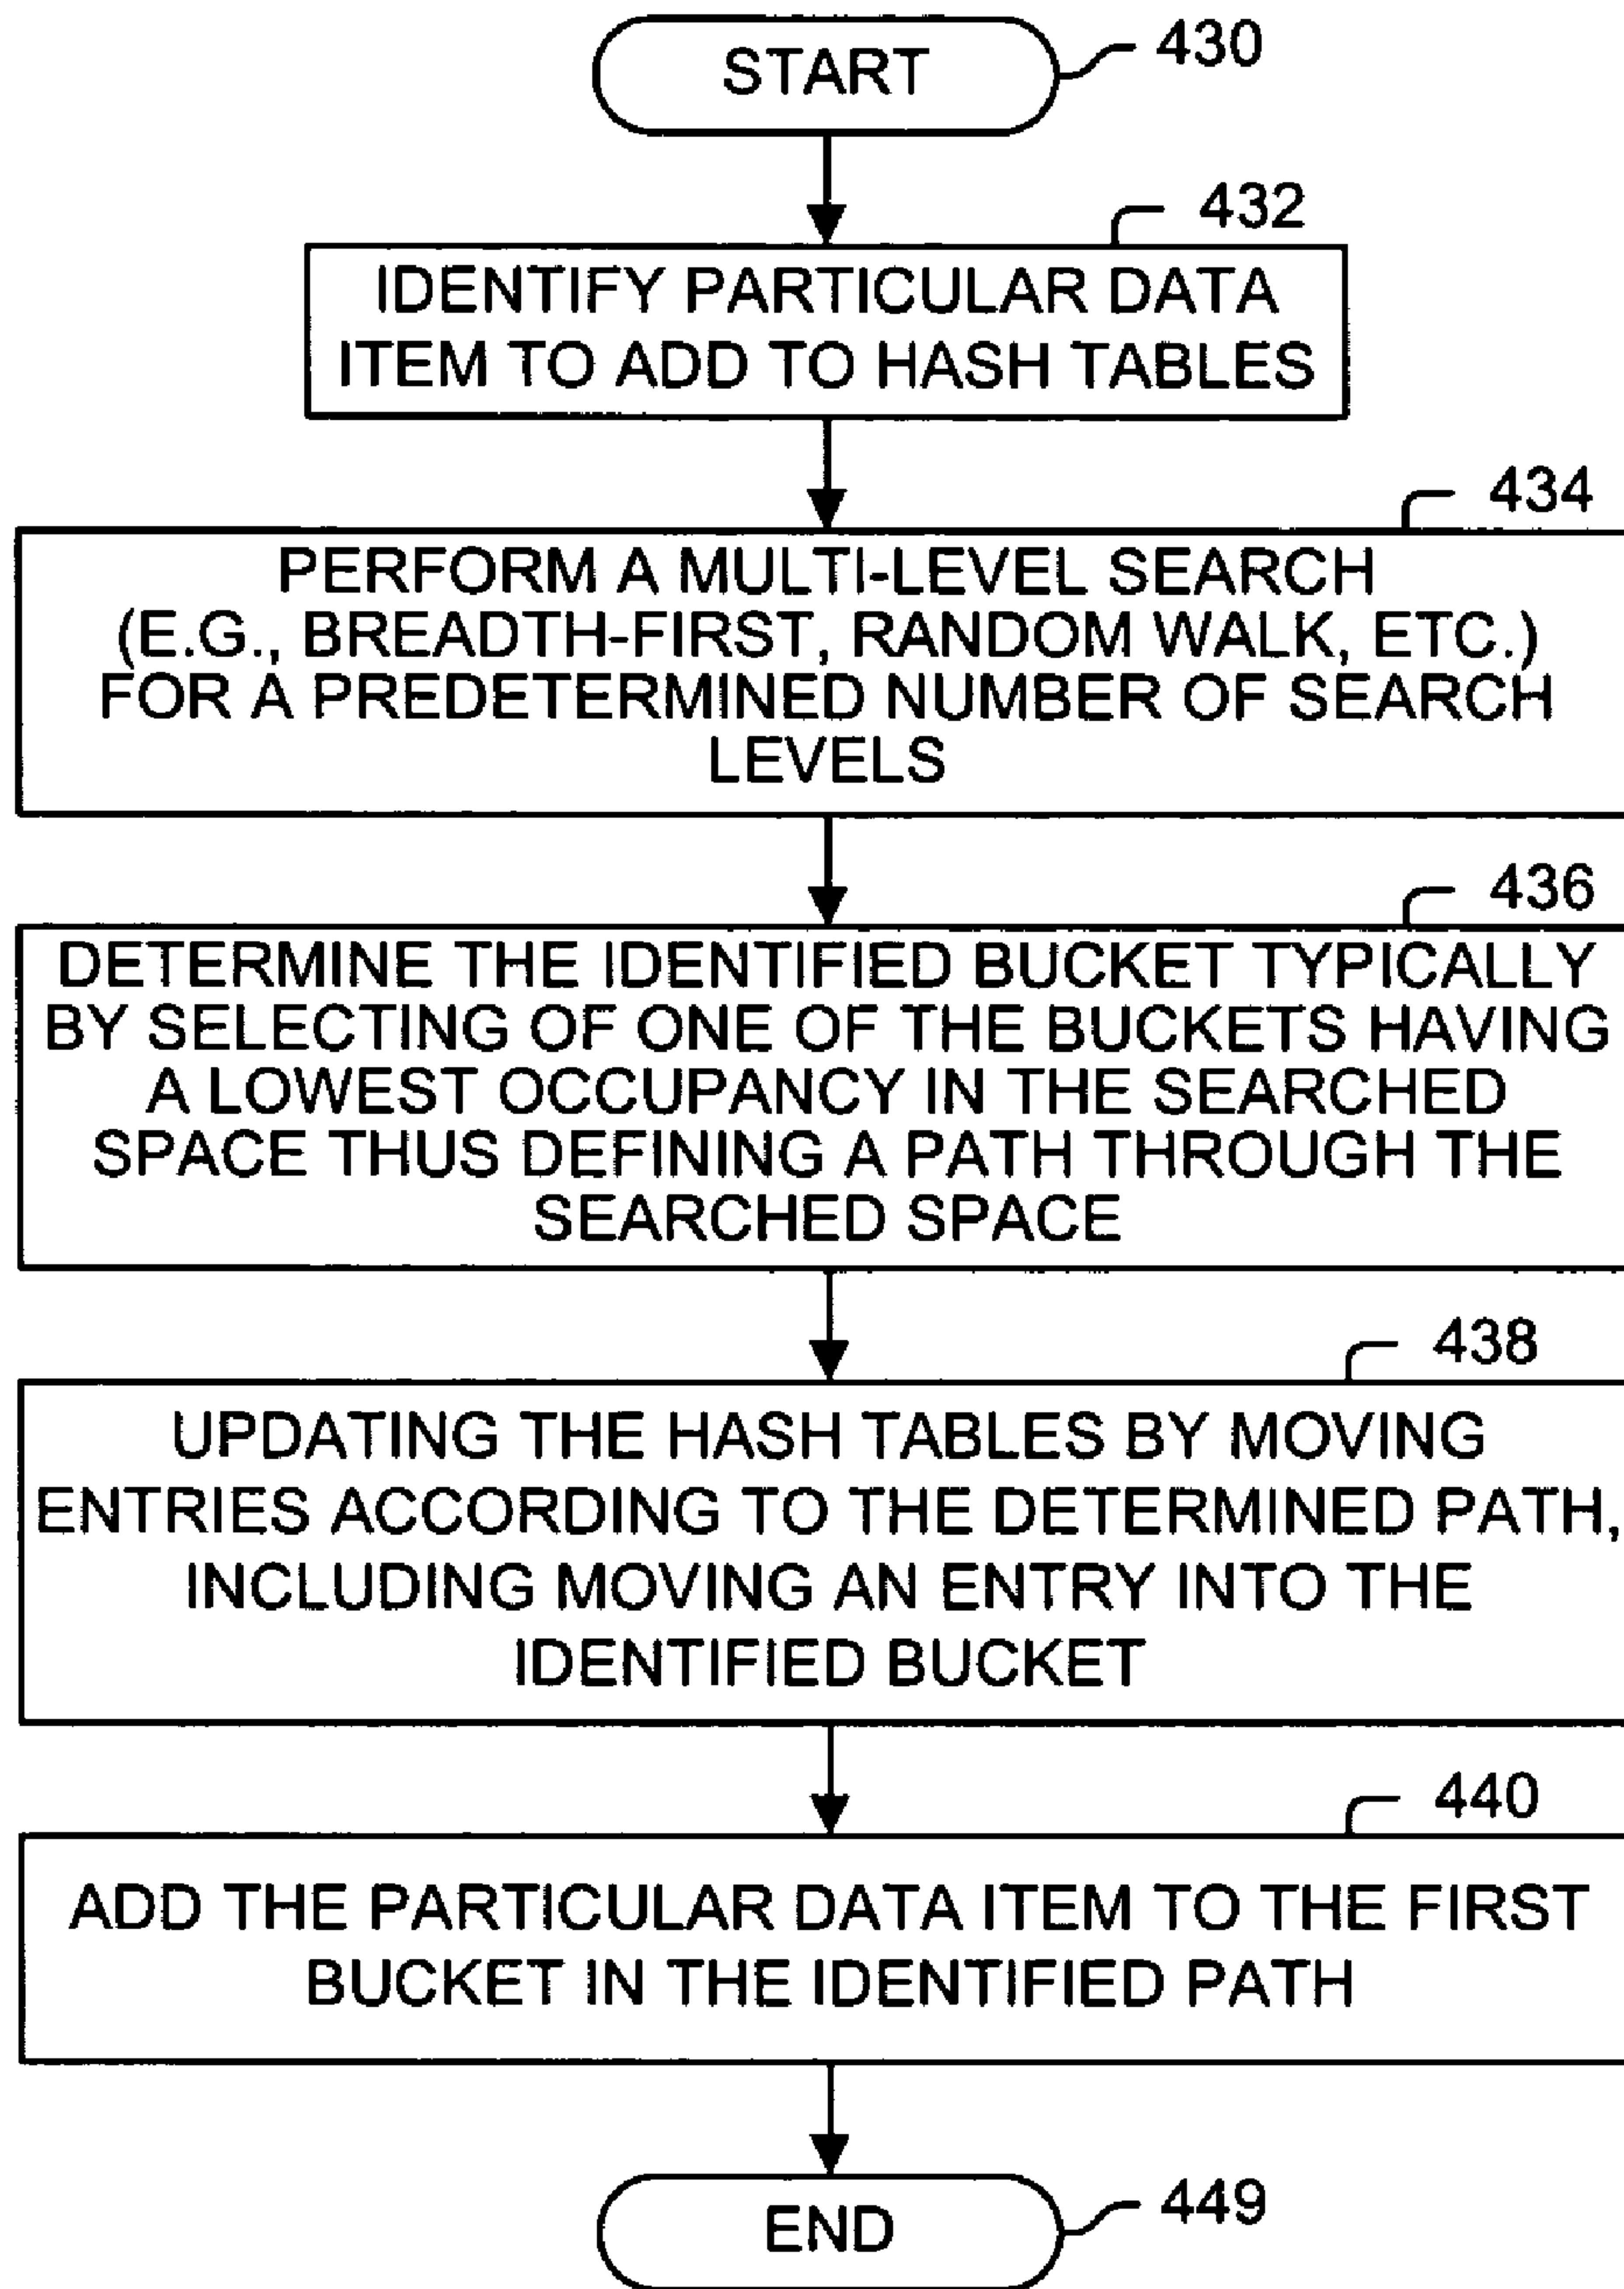 START
430
432
IDENTIFY PARTICULAR DATA
ITEM TO ADD TO HASH TABLES
434
PERFORM A MULTI-LEVEL SEARCH
(E.G., BREADTH-FIRST, RANDOM WALK, ETC.)
FOR A PREDETERMINED NUMBER OF SEARCH
LEVELS
436
DETERMINE THE IDENTIFIED BUCKET TYPICALLY
BY SELECTING OF ONE OF THE BUCKETS HAVING
A LOWEST OCCUPANCY IN THE SEARCHED
SPACE THUS DEFINING A PATH THROUGH THE
SEARCHED SPACE
438
UPDATING THE HASH TABLES BY MOVING
ENTRIES ACCORDING TO THE DETERMINED PATH,
INCLUDING MOVING AN ENTRY INTO THE
IDENTIFIED BUCKET
440
ADD THE PARTICULAR DATA ITEM TO THE FIRST
BUCKET IN THE IDENTIFIED PATH
END
449